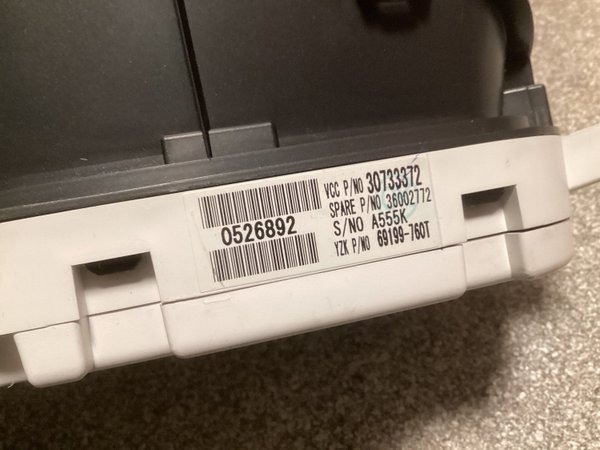 0526892
VCC P/NO 30733372
SPARE P/NO 36002772
S/NO A555K
YZK P/NO 69199-760T